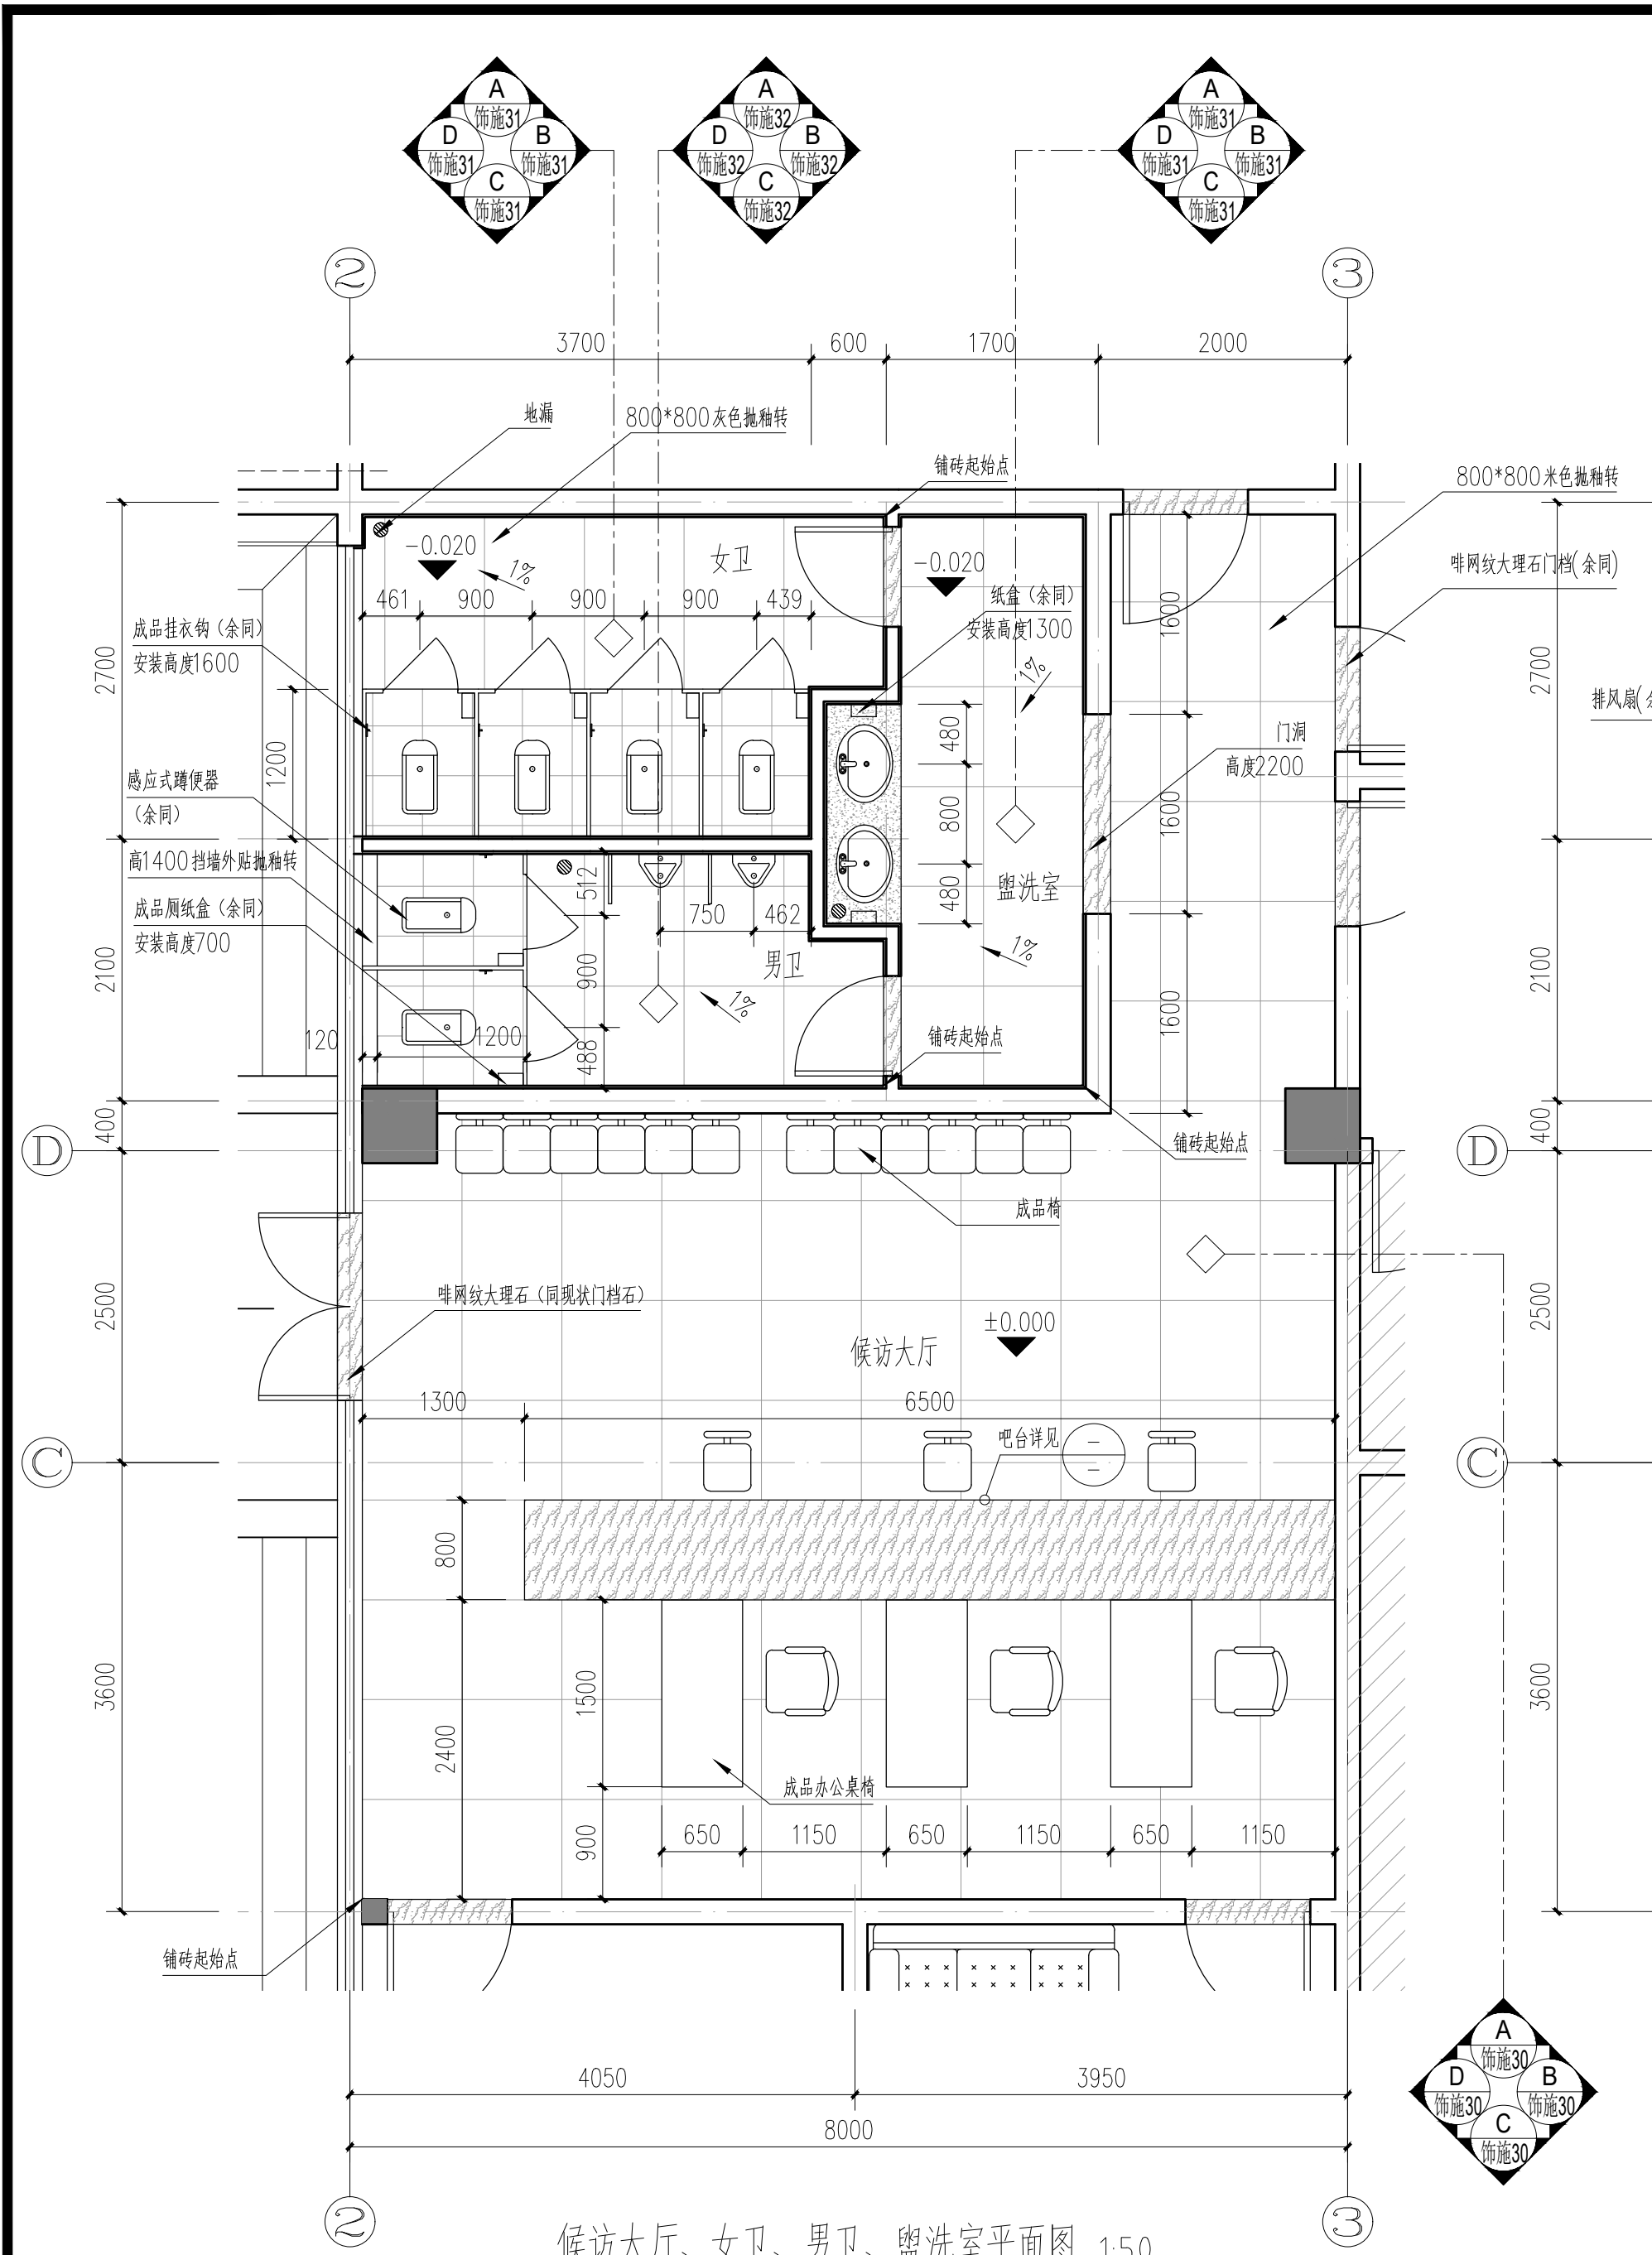 A
饰施31
D
饰施31
B
饰施31
C
饰施31
A
饰施32
D
饰施32
B
饰施32
C
饰施32
A
饰施31
D
饰施31
B
饰施31
C
饰施31
2
3
3700
600
1700
2000
地漏
800*800灰色抛釉转
铺砖起始点
800*800米色抛釉转
啡网纹大理石门档(余同)
排风扇(
-0.020
1%
女卫
-0.020
纸盒（余同）
安装高度1300
1%
461
900
900
900
439
成品挂衣钩（余同）
安装高度1600
2700
1200
1600
2700
感应式蹲便器
（余同）
480
800
480
门洞
高度2200
1600
高1400挡墙外贴抛釉转
成品厕纸盒（余同）
安装高度700
512
750
462
盥洗室
1%
男卫
900
1%
2100
1600
2100
120
1200
488
铺砖起始点
400
400
D
铺砖起始点
D
成品椅
2500
啡网纹大理石（同现状门档石）
±0.000
候访大厅
2500
1300
6500
吧台详见
–
–
C
C
800
3600
1500
2400
3600
成品办公桌椅
900
650
1150
650
1150
650
1150
铺砖起始点
4050
3950
8000
A
饰施30
D
饰施30
B
饰施30
C
饰施30
2
3
候访大厅、女卫、男卫、盥洗室平面图 1:50